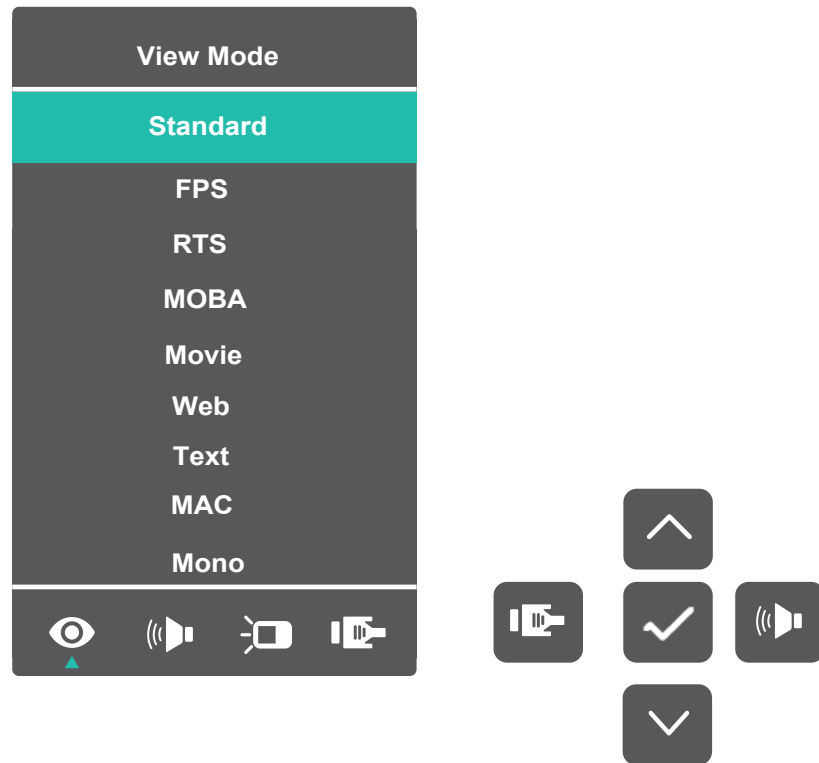 View Mode
Standard
FPS
RTS
MOBA
Movie
Web
Text
MAC
Mono